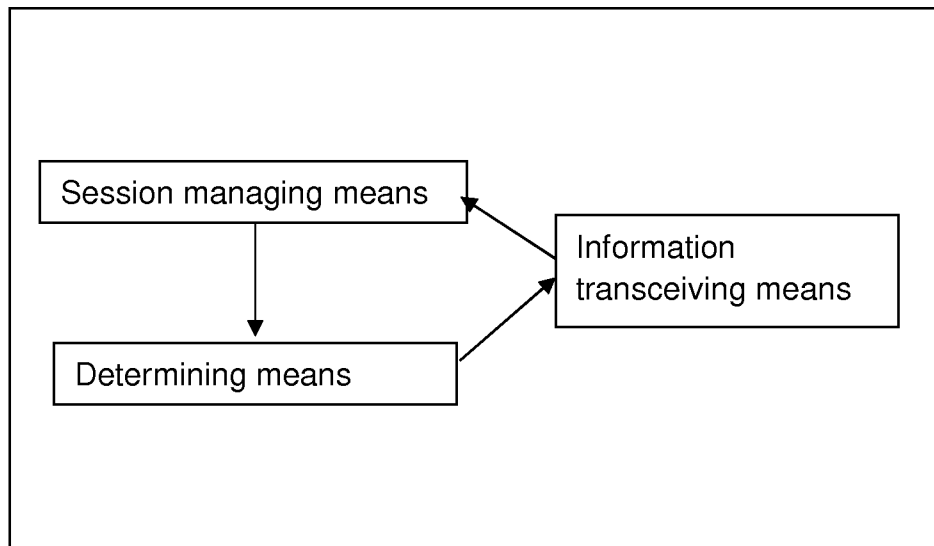 Session managing means
Information
transceiving means
Determining means